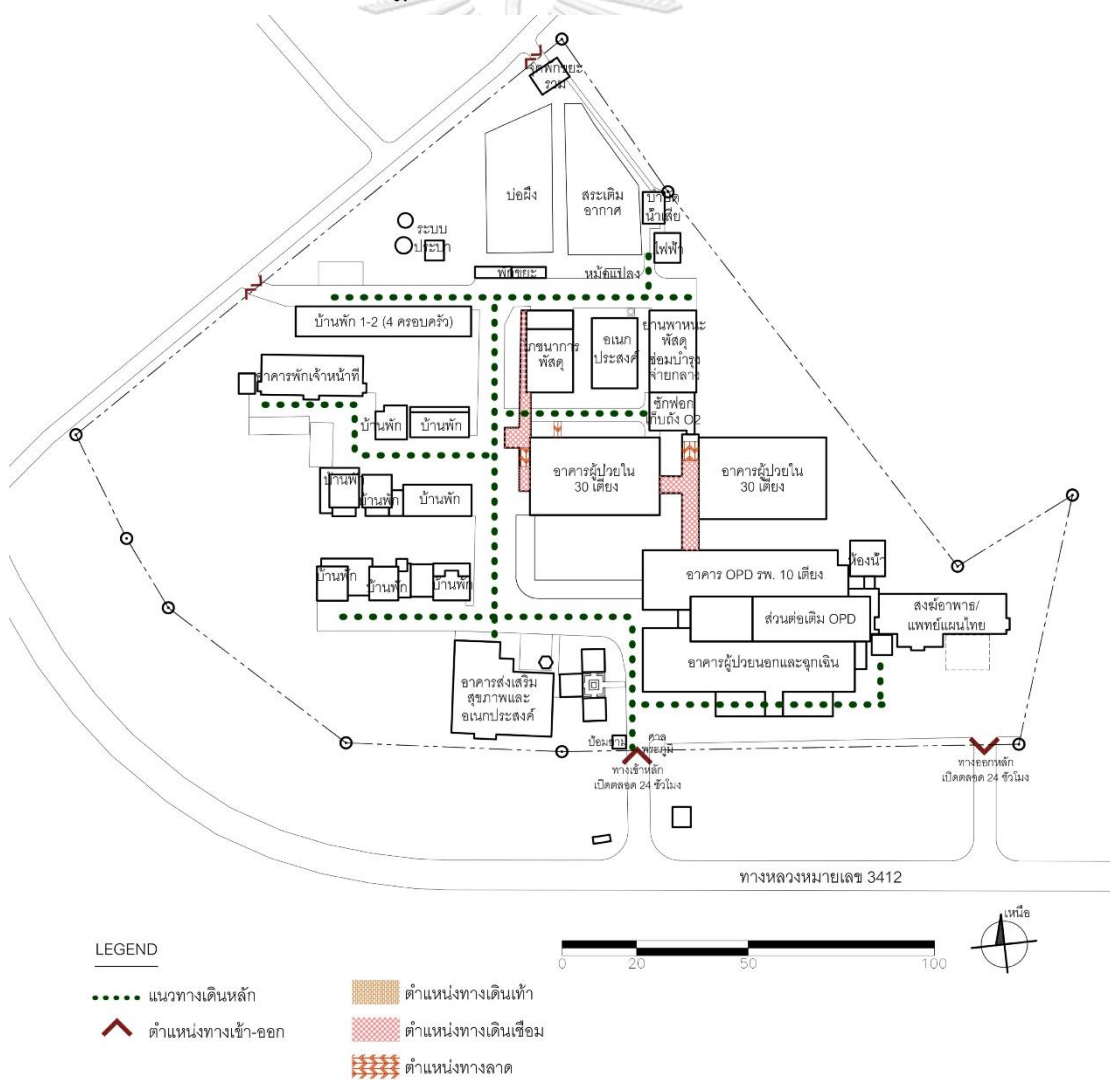 จุดพักขยะ
รวม
บ่อผึ่ง
สระเติม
อากาศ
บำบัด
น้ำเสีย
ระบบ
ประปา
ไฟฟ้า
พักขยะ
หม้อแปลง
บ้านพัก 1-2 (4 ครอบครัว)
เภสัชกรรม
พัสดุ
อเนก
ประสงค์
ยานพาหนะ
พัสดุ
ซ่อมบำรุง
จ่ายกลาง
อาคารพักเจ้าหน้าที่
ซักฟอก
เก็บถัง O2
บ้านพัก
บ้านพัก
อาคารผู้ป่วยใน
30 เตียง
อาคารผู้ป่วยใน
30 เตียง
บ้านพัก
บ้านพัก
บ้านพัก
ห้องน้ำ
อาคาร OPD รพ. 10 เตียง
บ้านพัก
บ้านพัก
บ้านพัก
สงฆ์อาพาธ/
แพทย์แผนไทย
ส่วนต่อเติม OPD
อาคารผู้ป่วยนอกและฉุกเฉิน
อาคารส่งเสริม
สุขภาพและ
อเนกประสงค์
ป้อมยาม
ศาล
พระภูมิ
ทางเข้าหลัก
เปิดตลอด 24 ชั่วโมง
ทางออกหลัก
เปิดตลอด 24 ชั่วโมง
ทางหลวงหมายเลข 3412
เหนือ
LEGEND
0 20 50 100
แนวทางเดินหลัก
ตำแหน่งทางเข้า-ออก
ตำแหน่งทางเดินเท้า
ตำแหน่งทางเดินเชื่อม
ตำแหน่งทางลาด